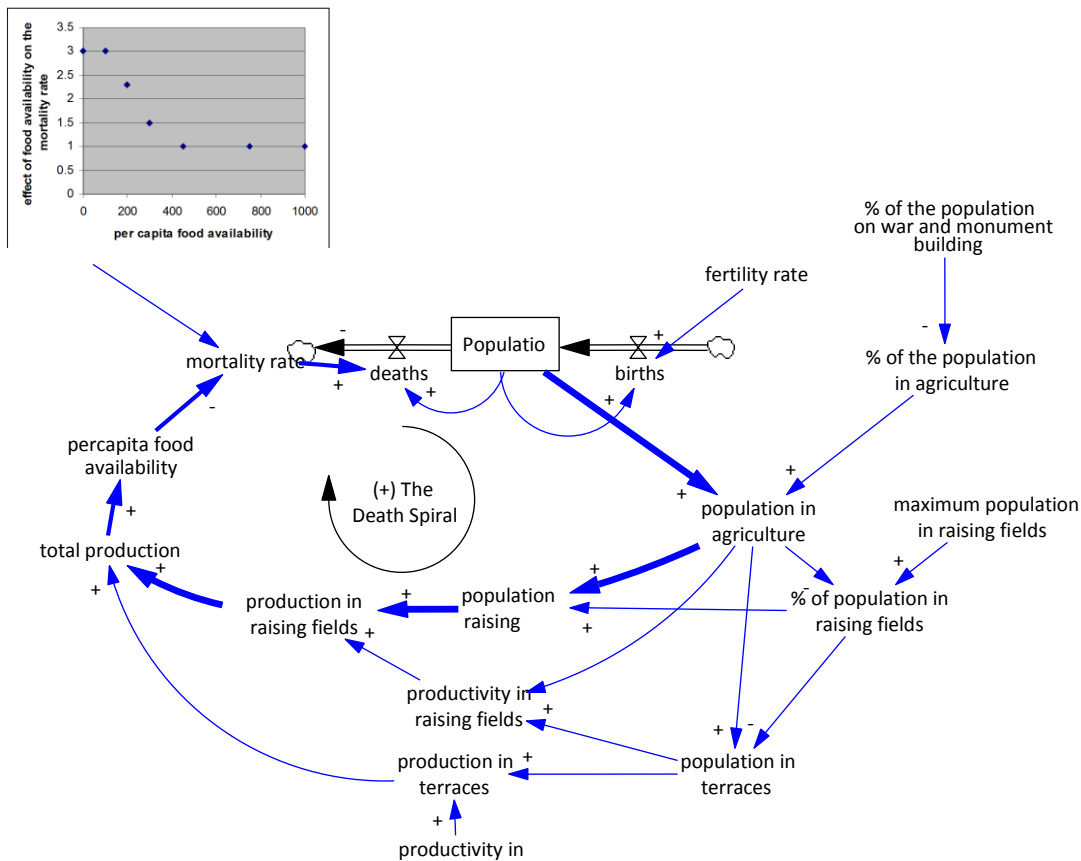 effect of food availability on the
mortality rate
3.5
3
2.5
2
1.5
1
0.5
0
0 200 400 600 800 1000
per capita food availability
% of the population
on war and monument
building
fertility rate
-
% of the population
in agriculture
-
+
Populatio
mortality rate
deaths
births
+
+
+
-
percapita food
availability
(+) The
Death Spiral
+
+
population in
agriculture
maximum population
in raising fields
+
total production
+
+
+
-
+
production in
raising fields
+
population
raising
+
% of population in
raising fields
+
productivity in
raising fields
+
+
-
production in
terraces
+
population in
terraces
+
productivity in